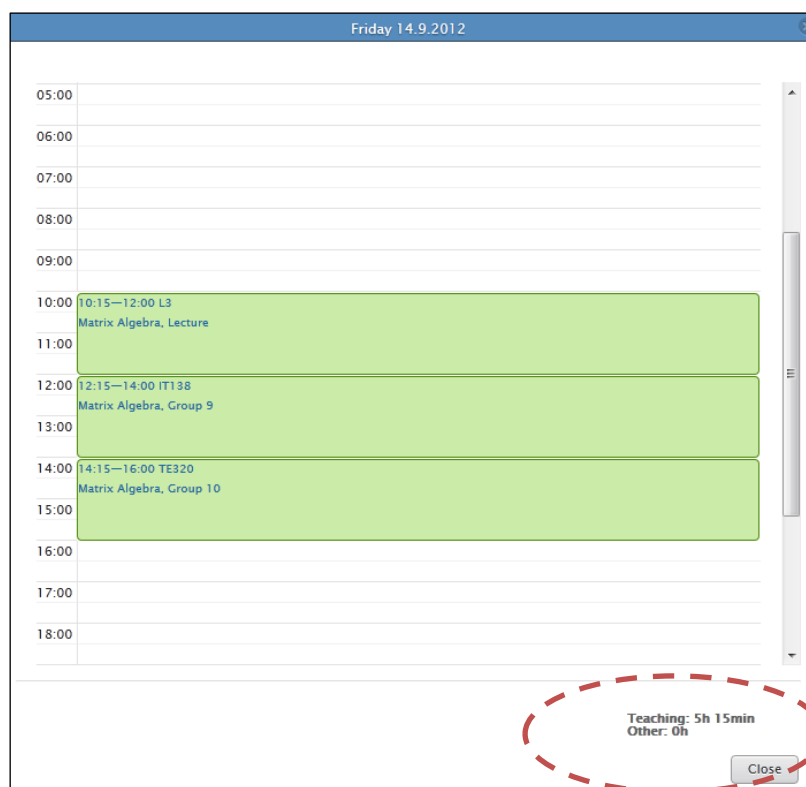 Friday 14.9.2012
05:00
06:00
07:00
08:00
09:00
10:00 10:15—12:00 L3
Matrix Algebra, Lecture
11:00
12:00 12:15—14:00 IT138
Matrix Algebra, Group 9
13:00
14:00 14:15—16:00 TE320
Matrix Algebra, Group 10
15:00
16:00
17:00
18:00
Teaching: 5h 15min
Other: 0h
Close